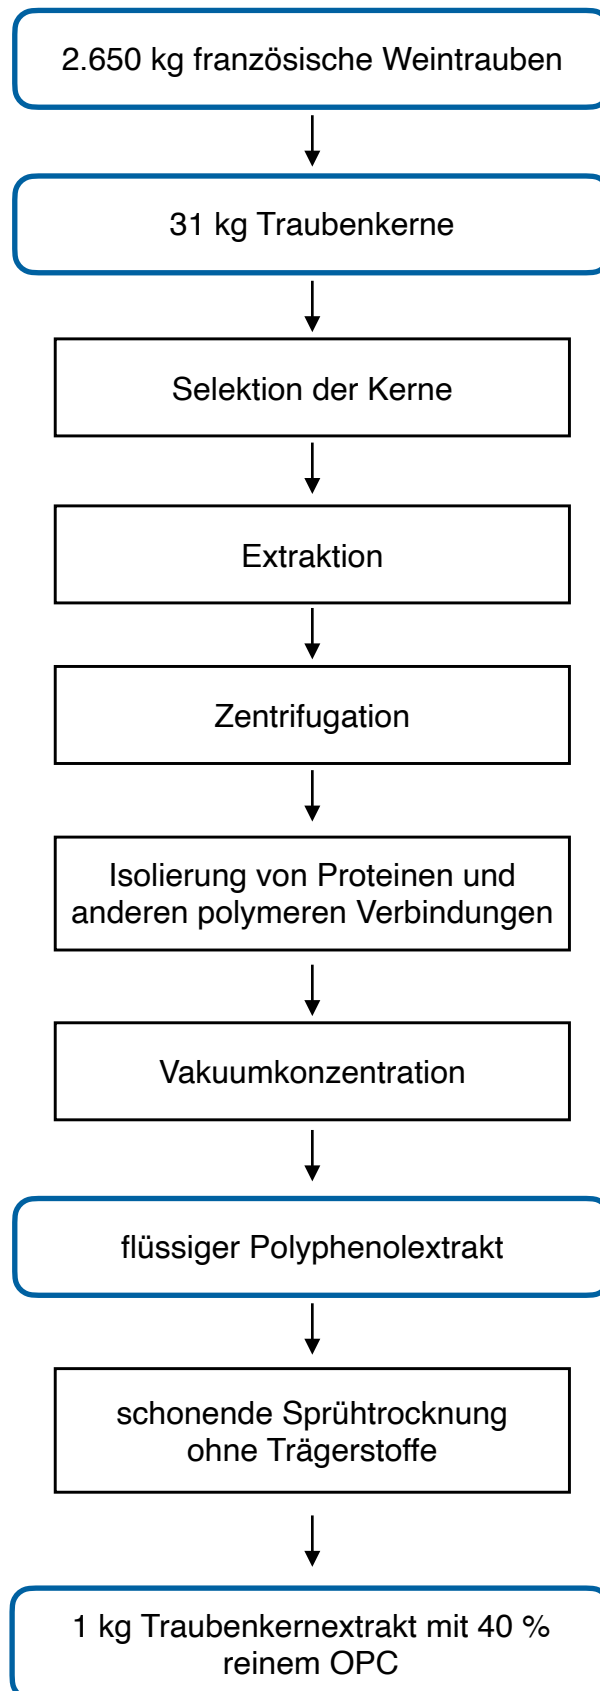 2.650 kg französische Weintrauben
31 kg Traubenkerne
Selektion der Kerne
Extraktion
Zentrifugation
Isolierung von Proteinen und
anderen polymeren Verbindungen
Vakuumkonzentration
flüssiger Polyphenolextrakt
schonende Sprühtrocknung
ohne Trägerstoffe
1 kg Traubenkernextrakt mit 40 %
reinem OPC